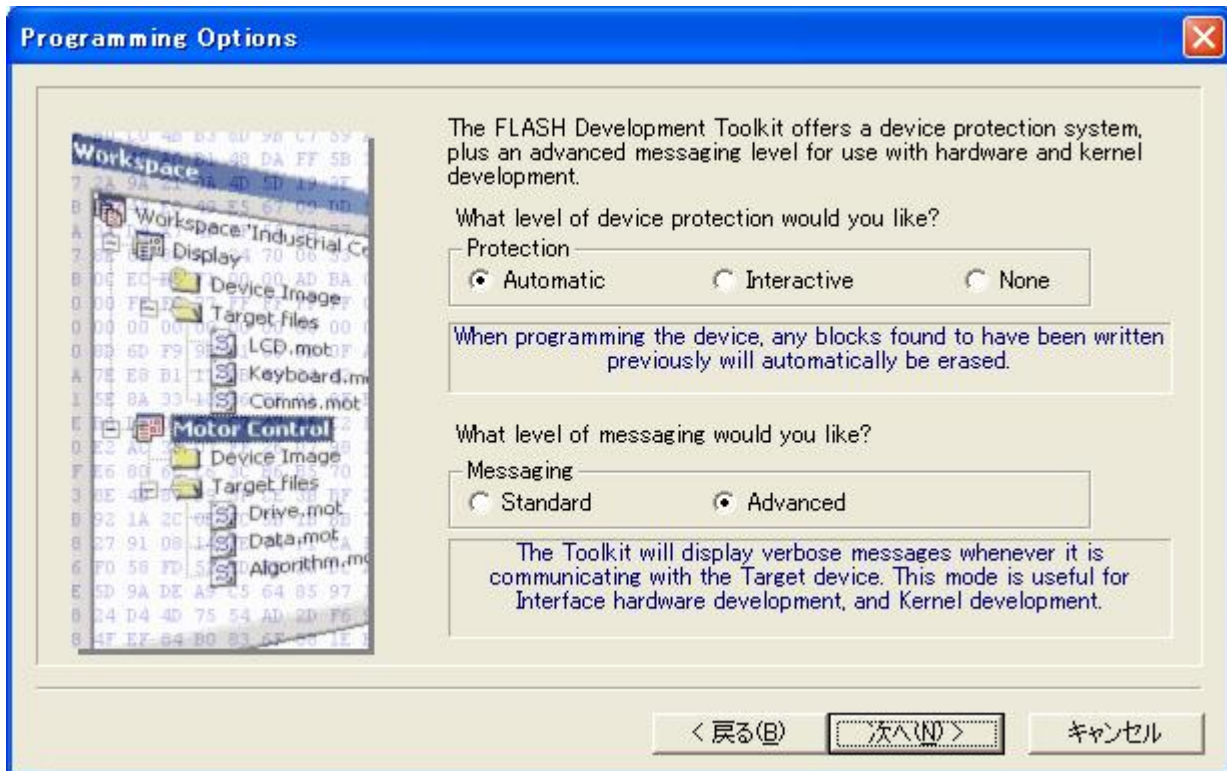 Programming Options
The FLASH Development Toolkit offers a device protection system,
plus an advanced messaging level for use with hardware and kernel
development.
What level of device protection would you like?
Protection
Automatic
Interactive
None
When programming the device, any blocks found to have been written
previously will automatically be erased.
What level of messaging would you like?
Messaging
Standard
Advanced
The Toolkit will display verbose messages whenever it is
communicating with the Target device. This mode is useful for
Interface hardware development, and Kernel development.
Workspace
Workspace 'Industrial Co
Display
Device Image
Target files
LCD.mot
Keyboard.mo
Comms.mot
Motor Control
Device Image
Target files
Drive.mot
Data.mot
Algorithm.mo
< 戻る(B)
次へ(N) >
キャンセル